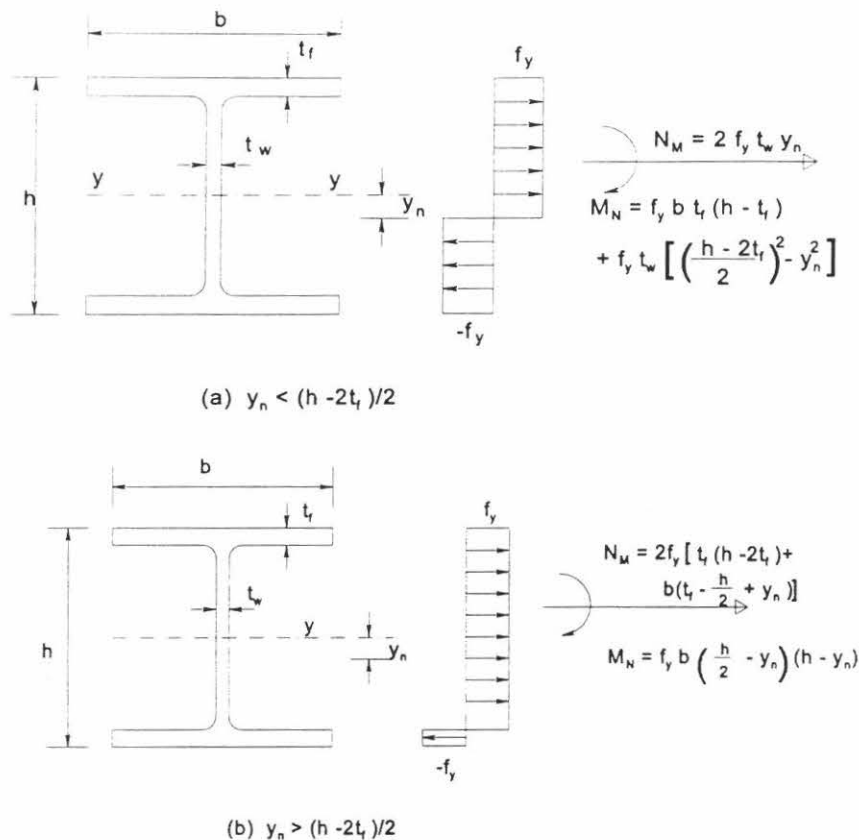 b
t_f
f_y
h
t w
y
y
y_n
N_M = 2 f_y t_w y_n
M_N = f_y b t_f (h - t_f)
+ f_y t_w [ ( (h - 2t_f) / 2 )^2 - y_n^2 ]
-f_y
(a) y_n < (h -2t_f)/2
b
t_f
f_y
h
t_w
y
y_n
N_M = 2f_y [ t_f (h -2t_f) +
b(t_f - h/2 + y_n )]
M_N = f_y b ( h/2 - y_n ) (h - y_n)
-f_y
(b) y_n > (h -2t_f)/2